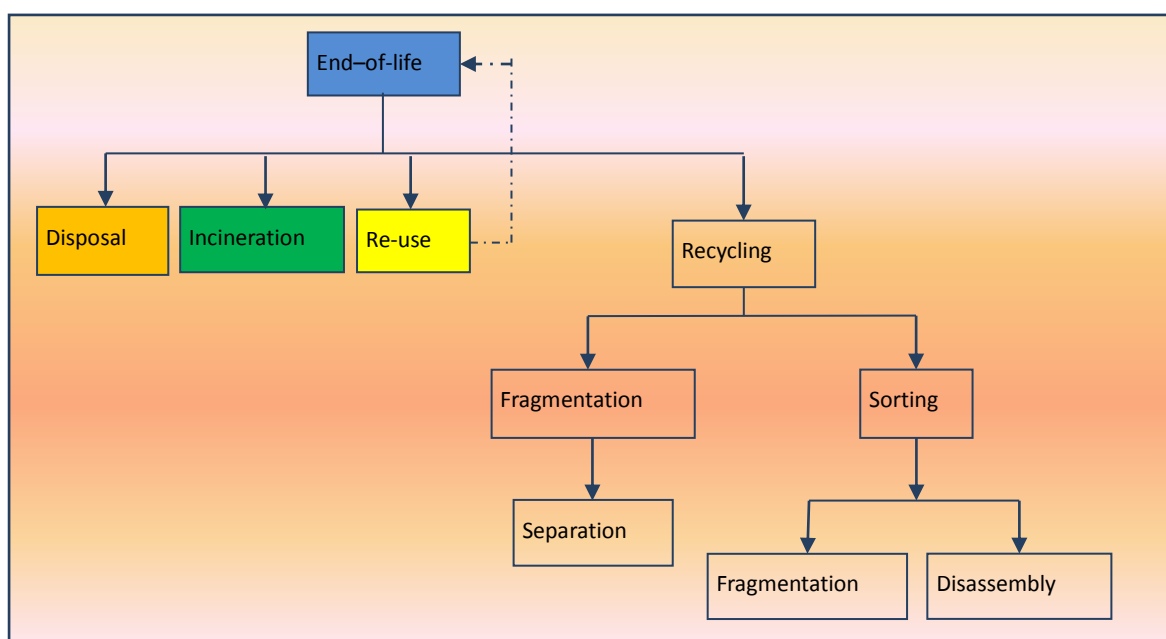 End–of-life
Disposal
Incineration
Re-use
Recycling
Fragmentation
Sorting
Separation
Fragmentation
Disassembly